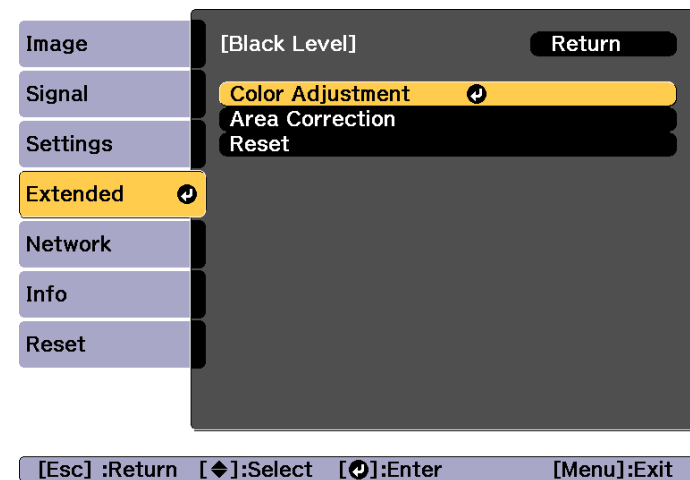 Image
Signal
Settings
Extended
Network
Info
Reset
[Black Level] Return
Color Adjustment
Area Correction
Reset
[Esc] :Return [◆]:Select [⏎]:Enter [Menu]:Exit